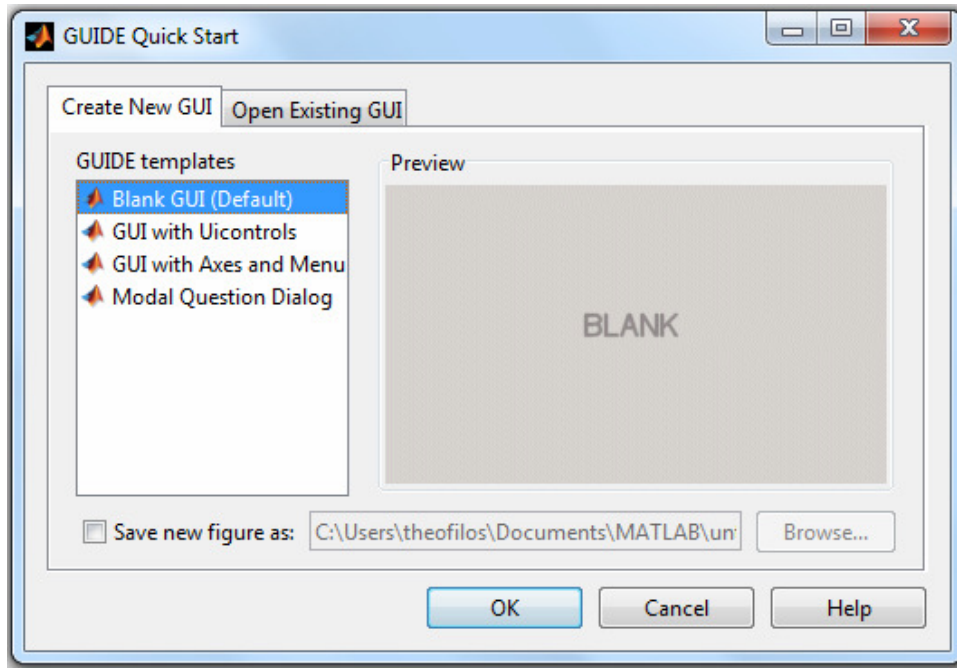 GUIDE Quick Start
Create New GUI
Open Existing GUI
GUIDE templates
Preview
Blank GUI (Default)
GUI with Uicontrols
GUI with Axes and Menu
Modal Question Dialog
BLANK
Save new figure as:
C:\Users\theofilos\Documents\MATLAB\un
Browse...
OK
Cancel
Help